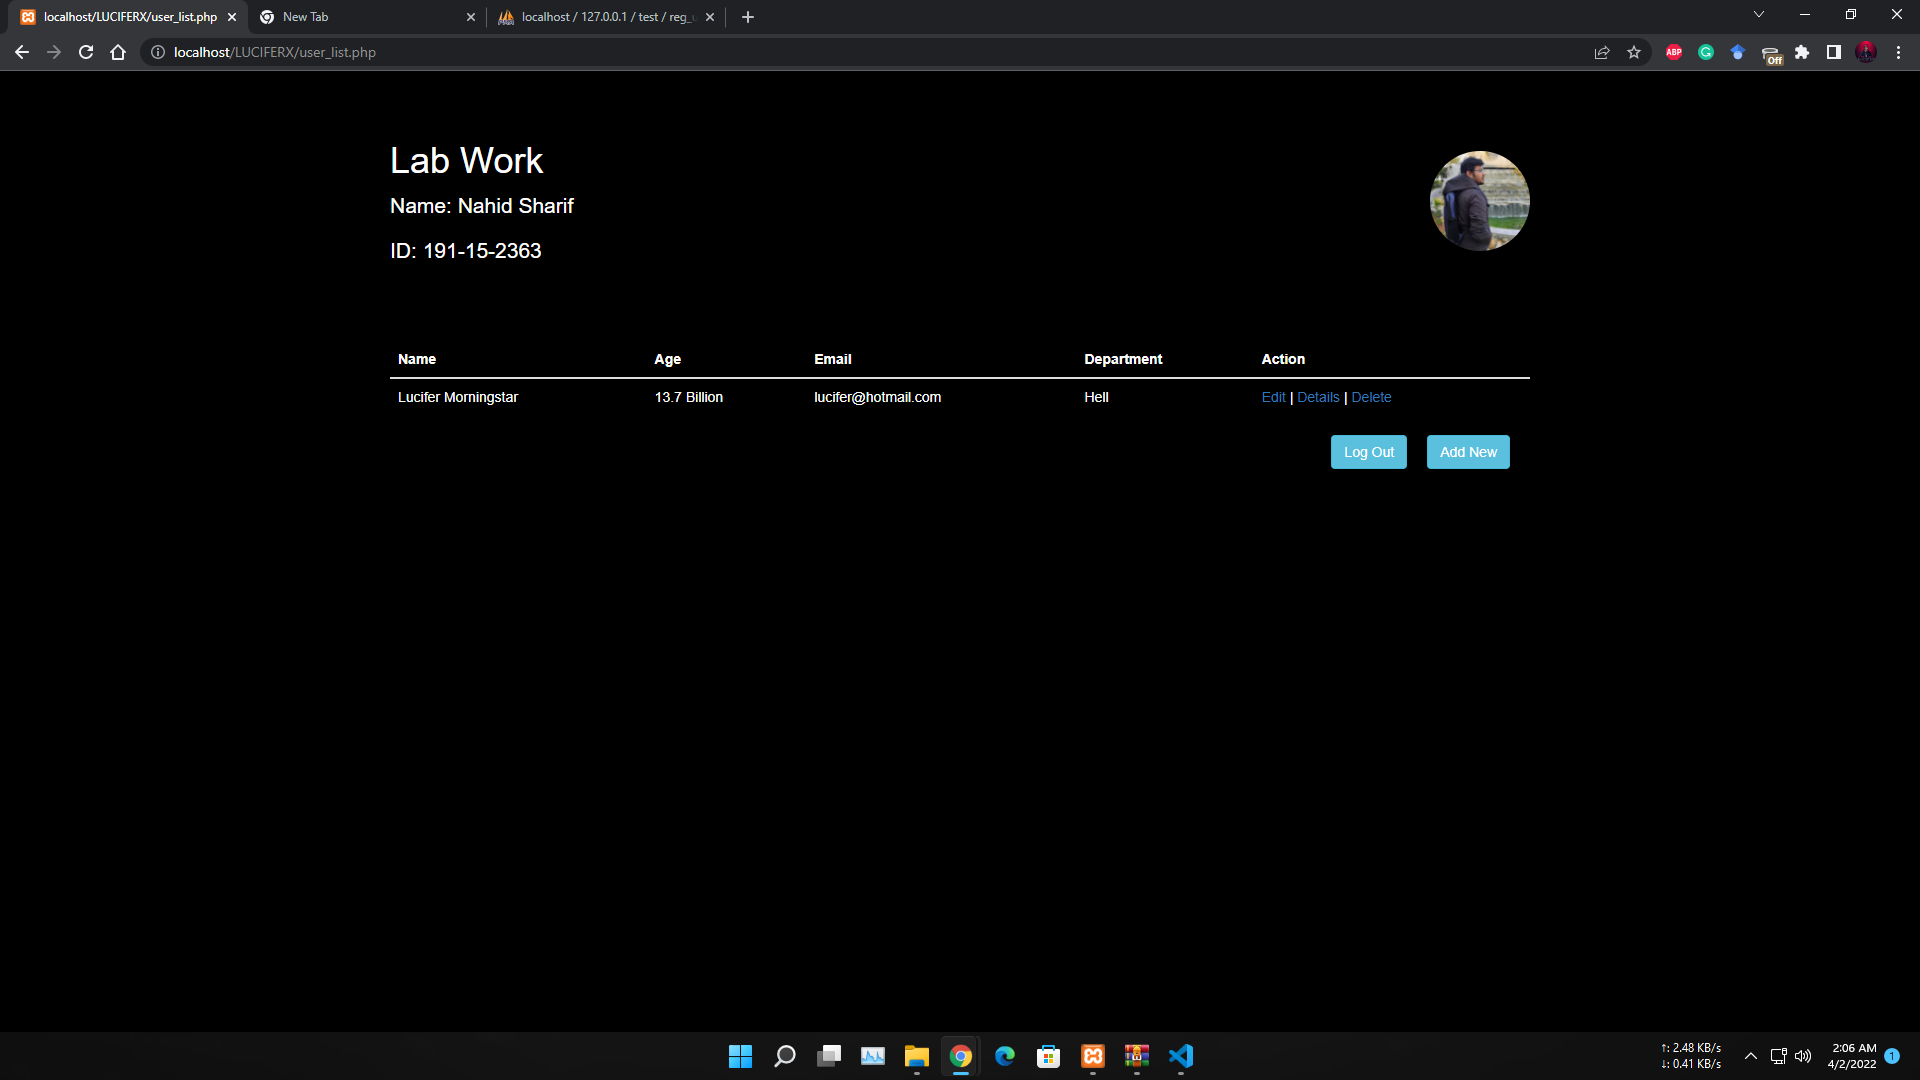 localhost/LUCIFERX/user_list.php
New Tab
localhost / 127.0.0.1 / test / reg_
localhost/LUCIFERX/user_list.php
ABP
Off
Lab Work
Name: Nahid Sharif
ID: 191-15-2363
Name Age Email Department Action
Lucifer Morningstar 13.7 Billion lucifer@hotmail.com Hell Edit | Details | Delete
Log Out Add New
↑: 2.48 KB/s
↓: 0.41 KB/s
2:06 AM
4/2/2022
1